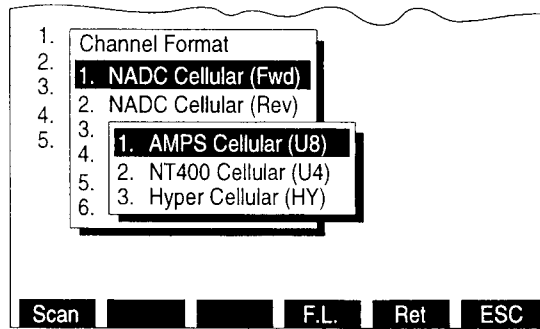 1.
2.
3.
4.
5.
Channel Format
1. NADC Cellular (Fwd)
2. NADC Cellular (Rev)
3.
4.
5.
6.
1. AMPS Cellular (U8)
2. NT400 Cellular (U4)
3. Hyper Cellular (HY)
Scan F.L. Ret ESC